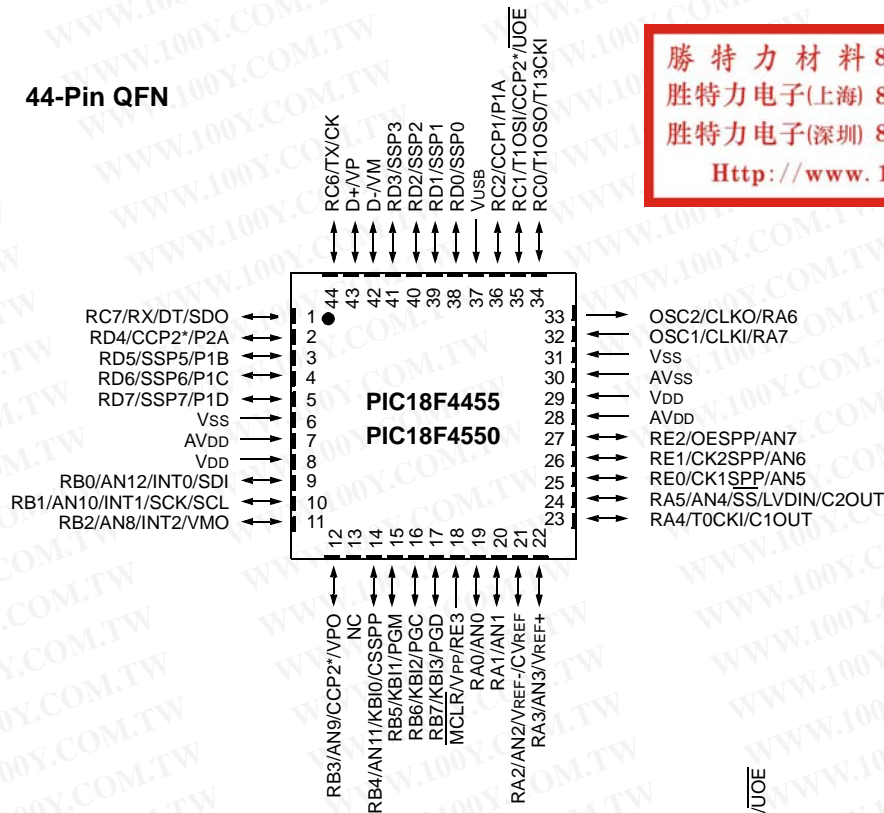 44-Pin QFN
勝 特 力 材 料 8
胜特力电子(上海) 8
胜特力电子(深圳) 8
Http://www. 1
RC6/TX/CK
D+/VP
D-/VM
RD3/SSP3
RD2/SSP2
RD1/SSP1
RD0/SSP0
VUSB
RC2/CCP1/P1A
RC1/T1OSI/CCP2*/UOE
RC0/T1OSO/T13CKI
44
43
42
41
40
39
38
37
36
35
34
RC7/RX/DT/SDO 1
RD4/CCP2*/P2A 2
RD5/SSP5/P1B 3
RD6/SSP6/P1C 4
RD7/SSP7/P1D 5
VSS 6
AVDD 7
VDD 8
RB0/AN12/INT0/SDI 9
RB1/AN10/INT1/SCK/SCL 10
RB2/AN8/INT2/VMO 11
PIC18F4455
PIC18F4550
33 OSC2/CLKO/RA6
32 OSC1/CLKI/RA7
31 VSS
30 AVSS
29 VDD
28 AVDD
27 RE2/OESPP/AN7
26 RE1/CK2SPP/AN6
25 RE0/CK1SPP/AN5
24 RA5/AN4/SS/LVDIN/C2OUT
23 RA4/T0CKI/C1OUT
12
13
14
15
16
17
18
19
20
21
22
RB3/AN9/CCP2*/VPO
NC
RB4/AN11/KBI0/CSSPP
RB5/KBI1/PGM
RB6/KBI2/PGC
RB7/KBI3/PGD
MCLR/VPP/RE3
RA0/AN0
RA1/AN1
RA2/AN2/VREF-/CVREF
RA3/AN3/VREF+
/UOE
WWW.100Y.COM.TW